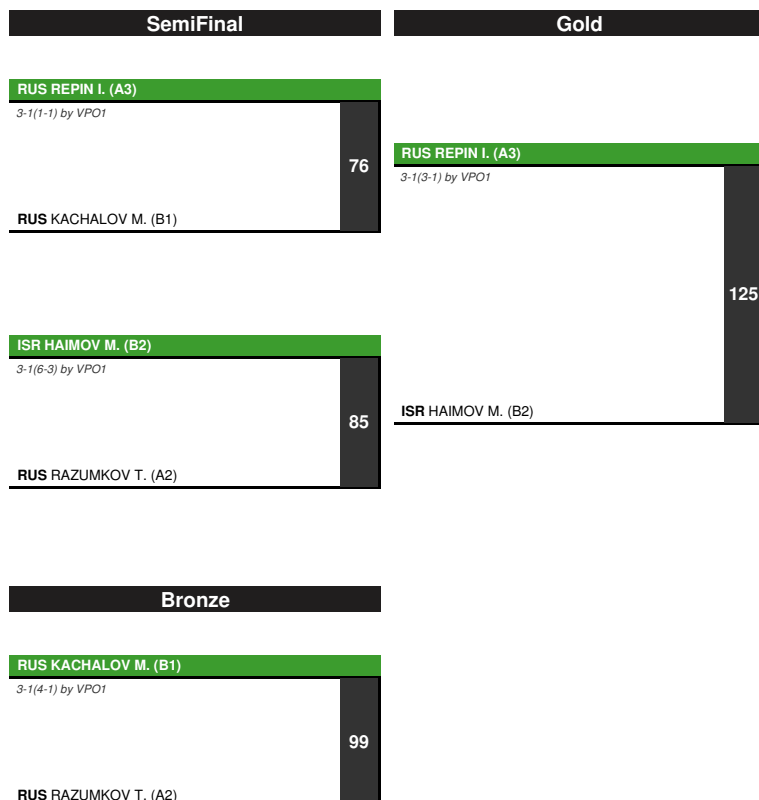 SemiFinal
Gold
RUS REPIN I. (A3)
3-1(1-1) by VPO1
76
RUS KACHALOV M. (B1)
RUS REPIN I. (A3)
3-1(3-1) by VPO1
125
ISR HAIMOV M. (B2)
ISR HAIMOV M. (B2)
3-1(6-3) by VPO1
85
RUS RAZUMKOV T. (A2)
Bronze
RUS KACHALOV M. (B1)
3-1(4-1) by VPO1
99
RUS RAZUMKOV T. (A2)